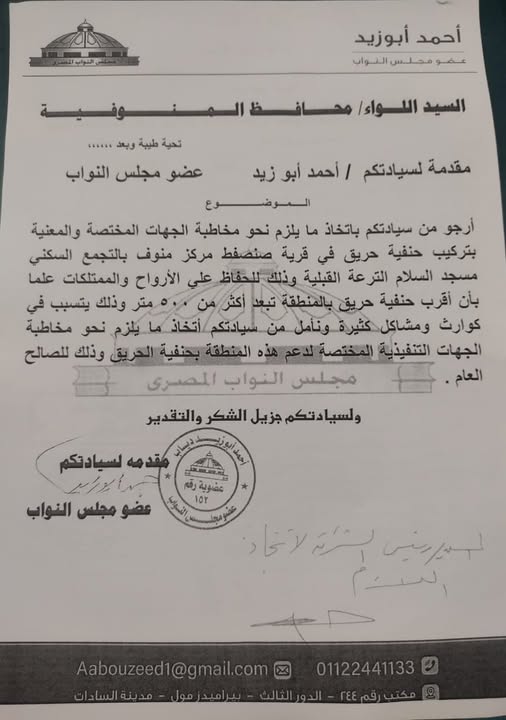 أحمد أبوزيد
عضو مجلس النواب
مجلس النواب المصرى
السيد اللواء/ محافظ المنوفية
تحية طيبة وبعد ،،،،،،
مقدمة لسيادتكم / أحمد أبو زيد عضو مجلس النواب
الموضوع
أرجو من سيادتكم باتخاذ ما يلزم نحو مخاطبة الجهات المختصة والمعنية
بتركيب حنفية حريق في قرية صنصفط مركز منوف بالتجمع السكني
مسجد السلام الترعة القبلية وذلك للحفاظ علي الأرواح والممتلكات علما
بأن أقرب حنفية حريق بالمنطقة تبعد أكثر من ٥٠٠ متر وذلك يتسبب في
كوارث ومشاكل كثيرة ونأمل من سيادتكم أتخاذ ما يلزم نحو مخاطبة
الجهات التنفيذية المختصة لدعم هذه المنطقة بحنفية الحريق وذلك للصالح
العام .
مجلس النواب المصرى
ولسيادتكم جزيل الشكر والتقدير
مقدمه لسيادتكم
عضو مجلس النواب
أحمد أبوزيد دياب
عضوية رقم
١٥٢
عضو مجلس النواب
السيد رئيس الشركة لاتخاذ
اللازم
Aabouzeed1@gmail.com 01122441133
مكتب رقم ٢٤٤ - الدور الثالث - بيراميدز مول - مدينة السادات